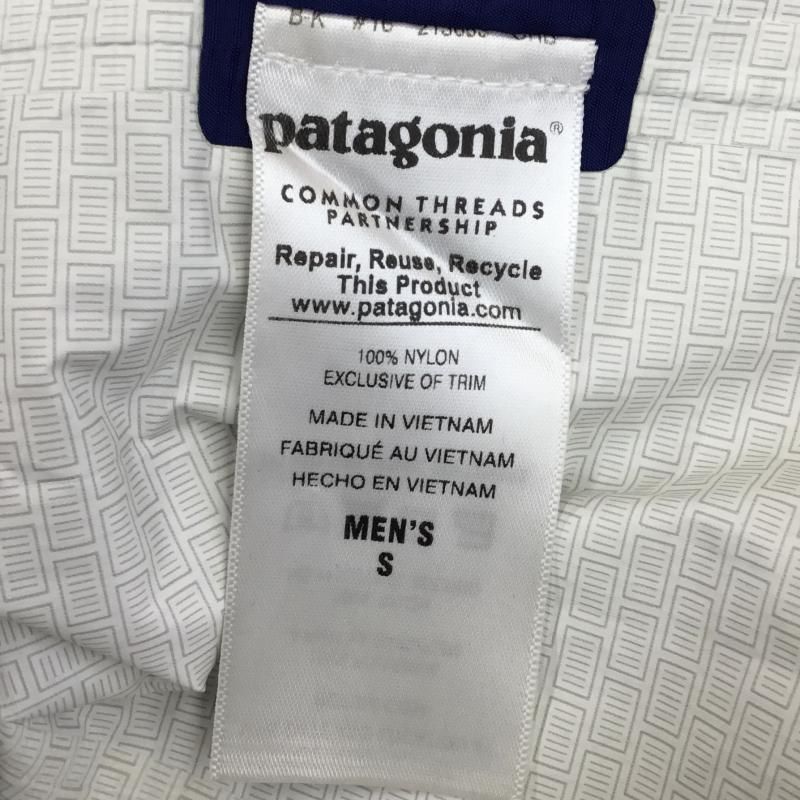 patagonia®
COMMON THREADS
PARTNERSHIP
Repair, Reuse, Recycle
This Product
www.patagonia.com
100% NYLON
EXCLUSIVE OF TRIM
MADE IN VIETNAM
FABRIQUÉ AU VIETNAM
HECHO EN VIETNAM
MEN'S
S